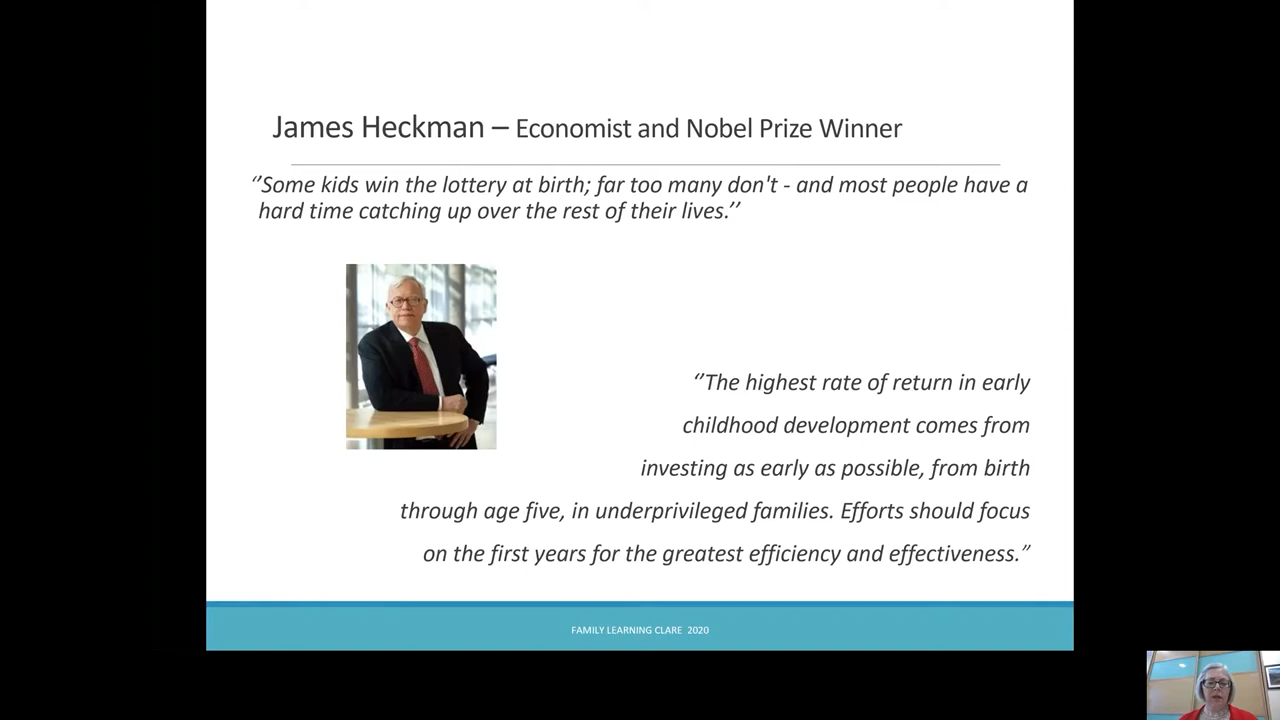 James Heckman – Economist and Nobel Prize Winner
‘’Some kids win the lottery at birth; far too many don't - and most people have a
hard time catching up over the rest of their lives.’’
‘’The highest rate of return in early
childhood development comes from
investing as early as possible, from birth
through age five, in underprivileged families. Efforts should focus
on the first years for the greatest efficiency and effectiveness.”
FAMILY LEARNING CLARE 2020